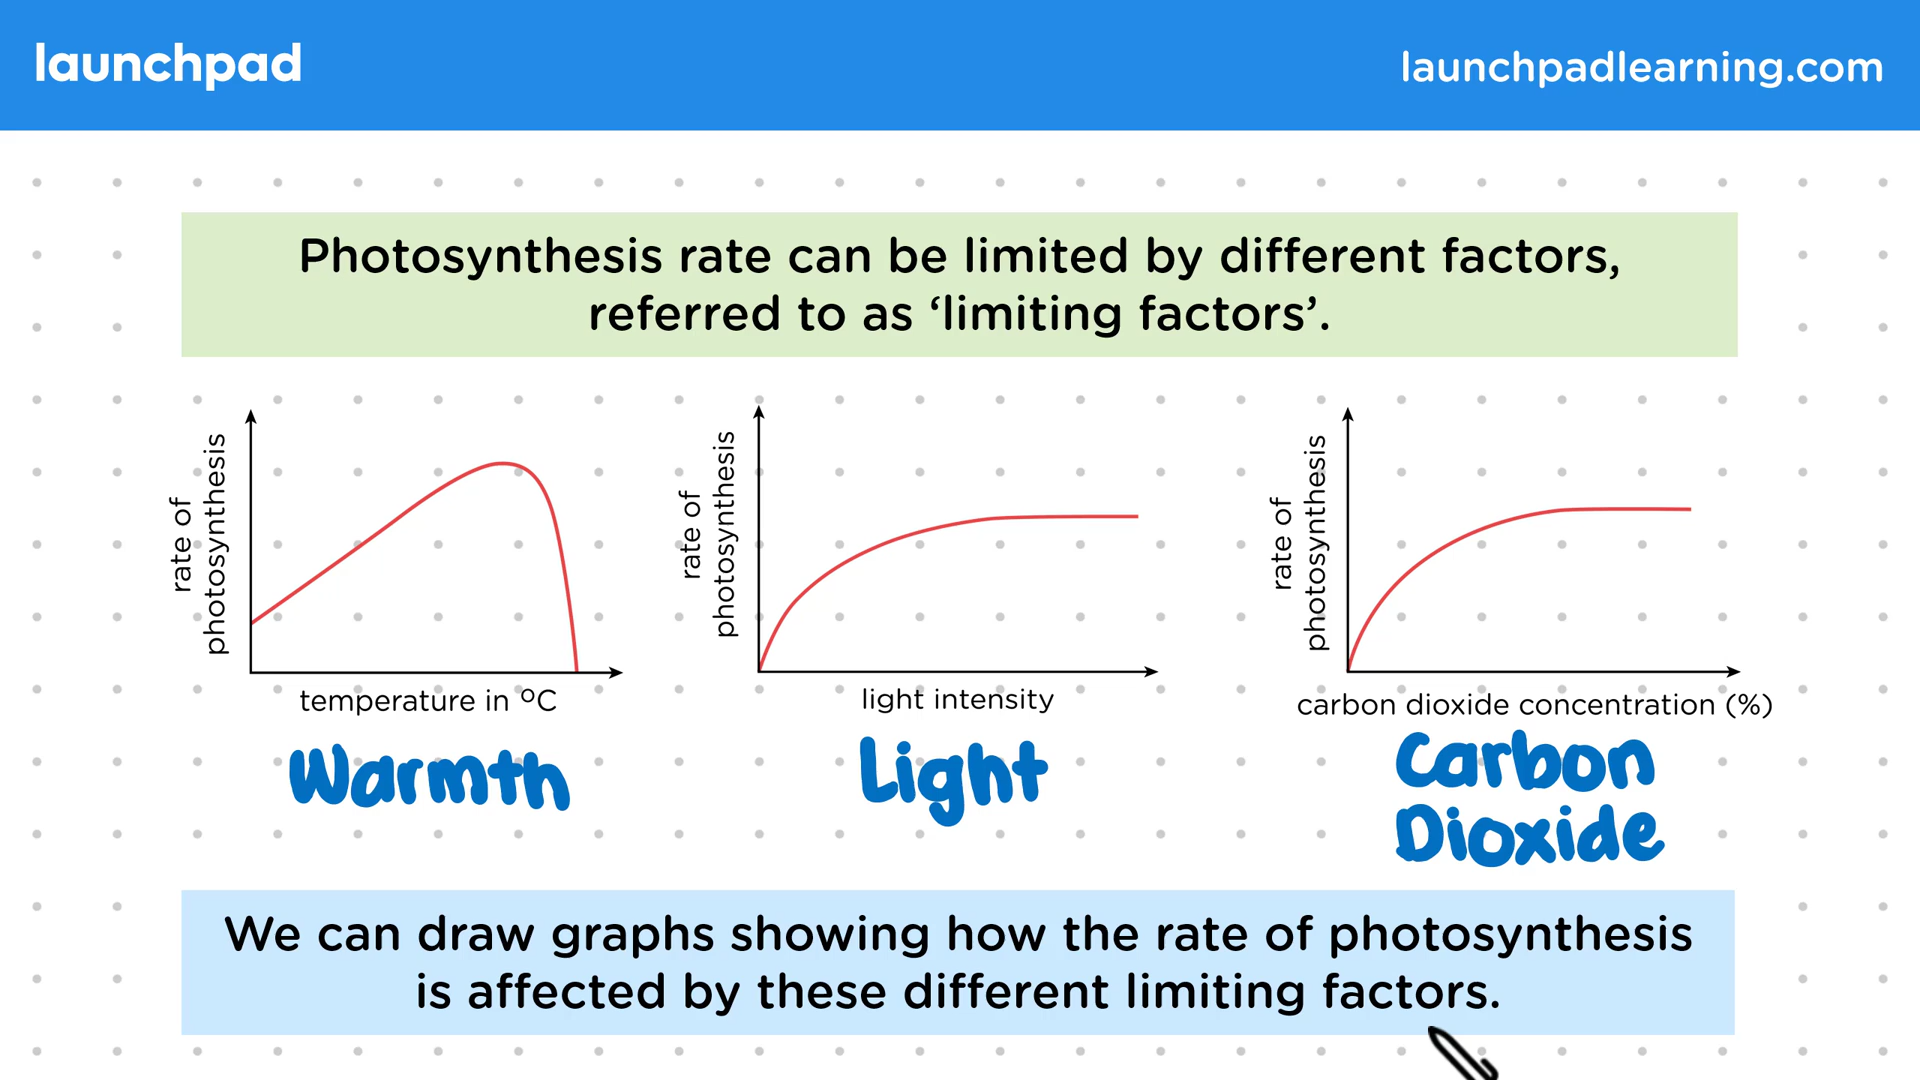 launchpad
launchpadlearning.com
Photosynthesis rate can be limited by different factors,
referred to as ‘limiting factors’.
rate of
photosynthesis
temperature in °C
Warmth
rate of
photosynthesis
light intensity
Light
rate of
photosynthesis
carbon dioxide concentration (%)
Carbon
Dioxide
We can draw graphs showing how the rate of photosynthesis
is affected by these different limiting factors.